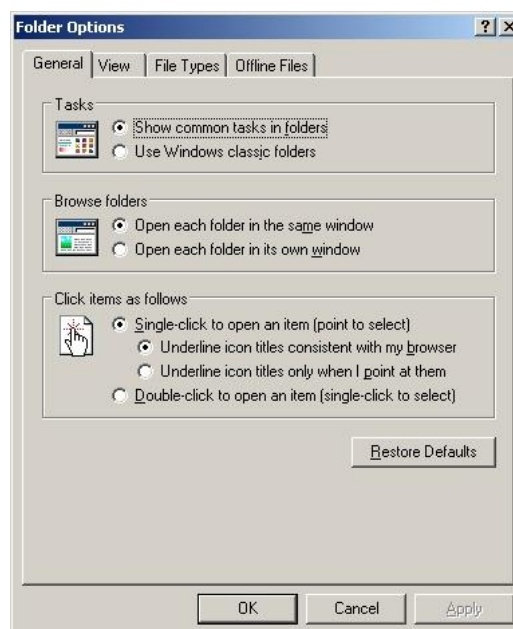 Folder Options
? X
General View File Types Offline Files
Tasks
Show common tasks in folders
Use Windows classic folders
Browse folders
Open each folder in the same window
Open each folder in its own window
Click items as follows
Single-click to open an item (point to select)
Underline icon titles consistent with my browser
Underline icon titles only when I point at them
Double-click to open an item (single-click to select)
Restore Defaults
OK Cancel Apply